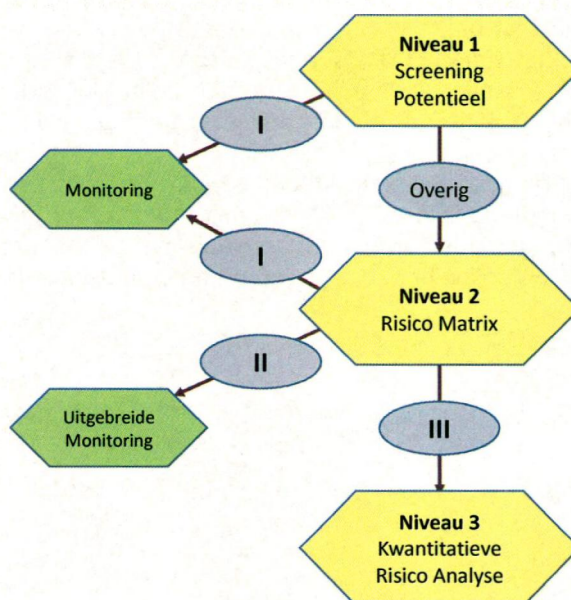 Niveau 1
Screening
Potentieel
I
Monitoring
Overig
I
Niveau 2
Risico Matrix
II
Uitgebreide
Monitoring
III
Niveau 3
Kwantitatieve
Risico Analyse